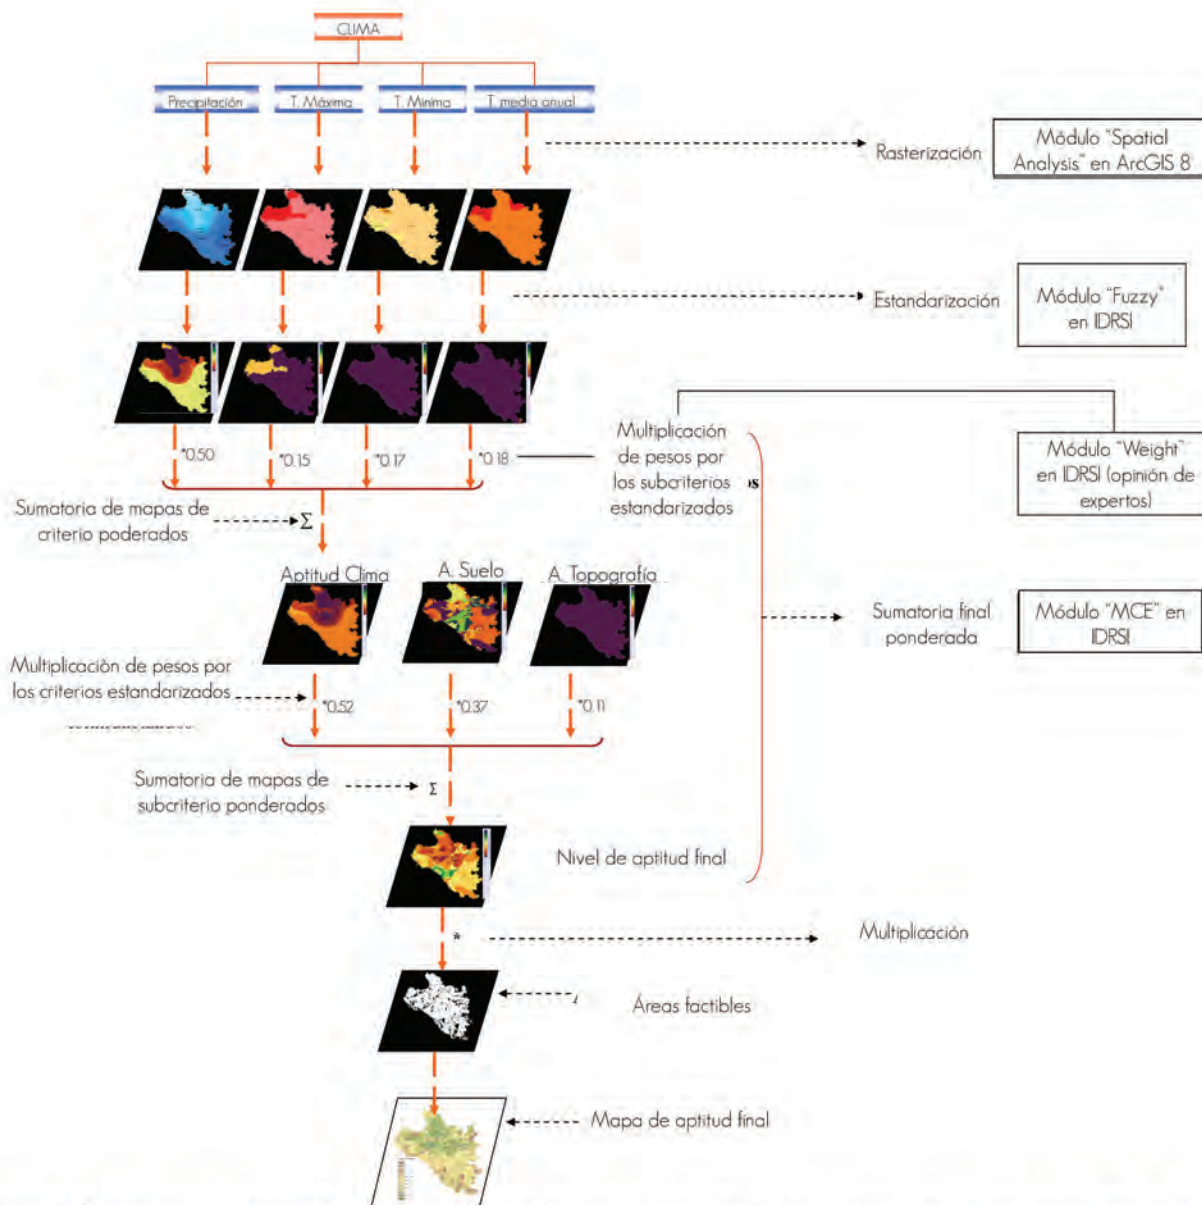 CLIMA
Precipitación
T. Máxima
T. Mínima
T. media anual
Rasterización
Módulo "Spatial
Analysis" en ArcGIS 8
Estandarización
Módulo "Fuzzy"
en IDRSI
*0.50
*0.15
*0.17
*0.18
Multiplicación
de pesos por
los subcriterios
estandarizados
Módulo "Weight"
en IDRSI (opinión de
expertos)
Sumatoria de mapas de
criterio poderados
Σ
Aptitud Clima
A. Suelo
A. Topografía
Sumatoria final
ponderada
Módulo "MCE" en
IDRSI
Multiplicación de pesos por
los criterios estandarizados
*0.52
*0.37
*0.11
Sumatoria de mapas de
subcriterio ponderados
Σ
Nivel de aptitud final
*
Multiplicación
Áreas factibles
Mapa de aptitud final